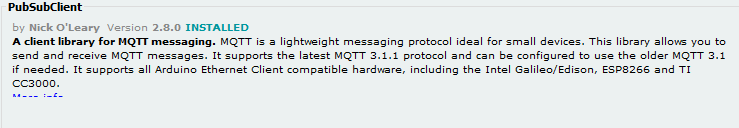 PubSubClient
by Nick O'Leary Version 2.8.0 INSTALLED
A client library for MQTT messaging. MQTT is a lightweight messaging protocol ideal for small devices. This library allows you to
send and receive MQTT messages. It supports the latest MQTT 3.1.1 protocol and can be configured to use the older MQTT 3.1
if needed. It supports all Arduino Ethernet Client compatible hardware, including the Intel Galileo/Edison, ESP8266 and TI
CC3000.
More info